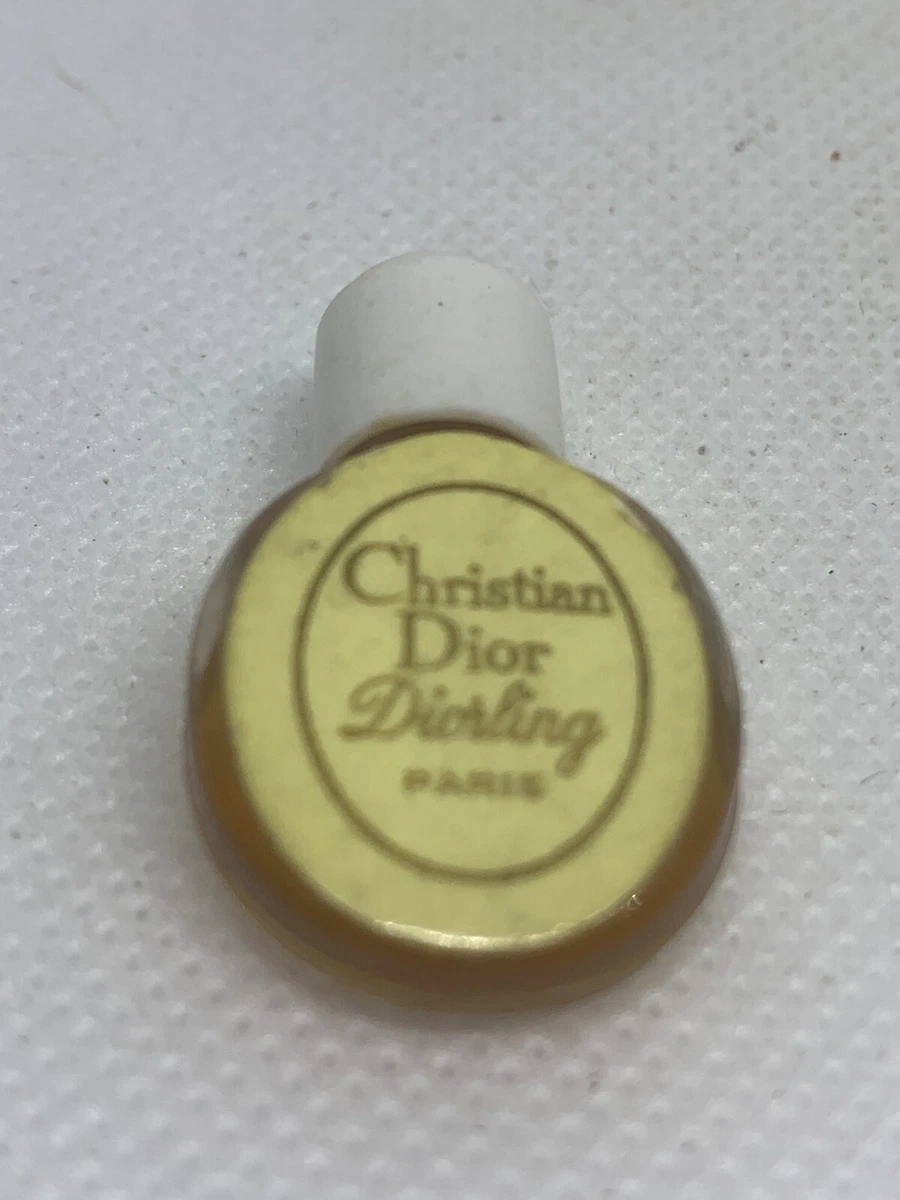 Christian
Dior
Diorling
PARIS